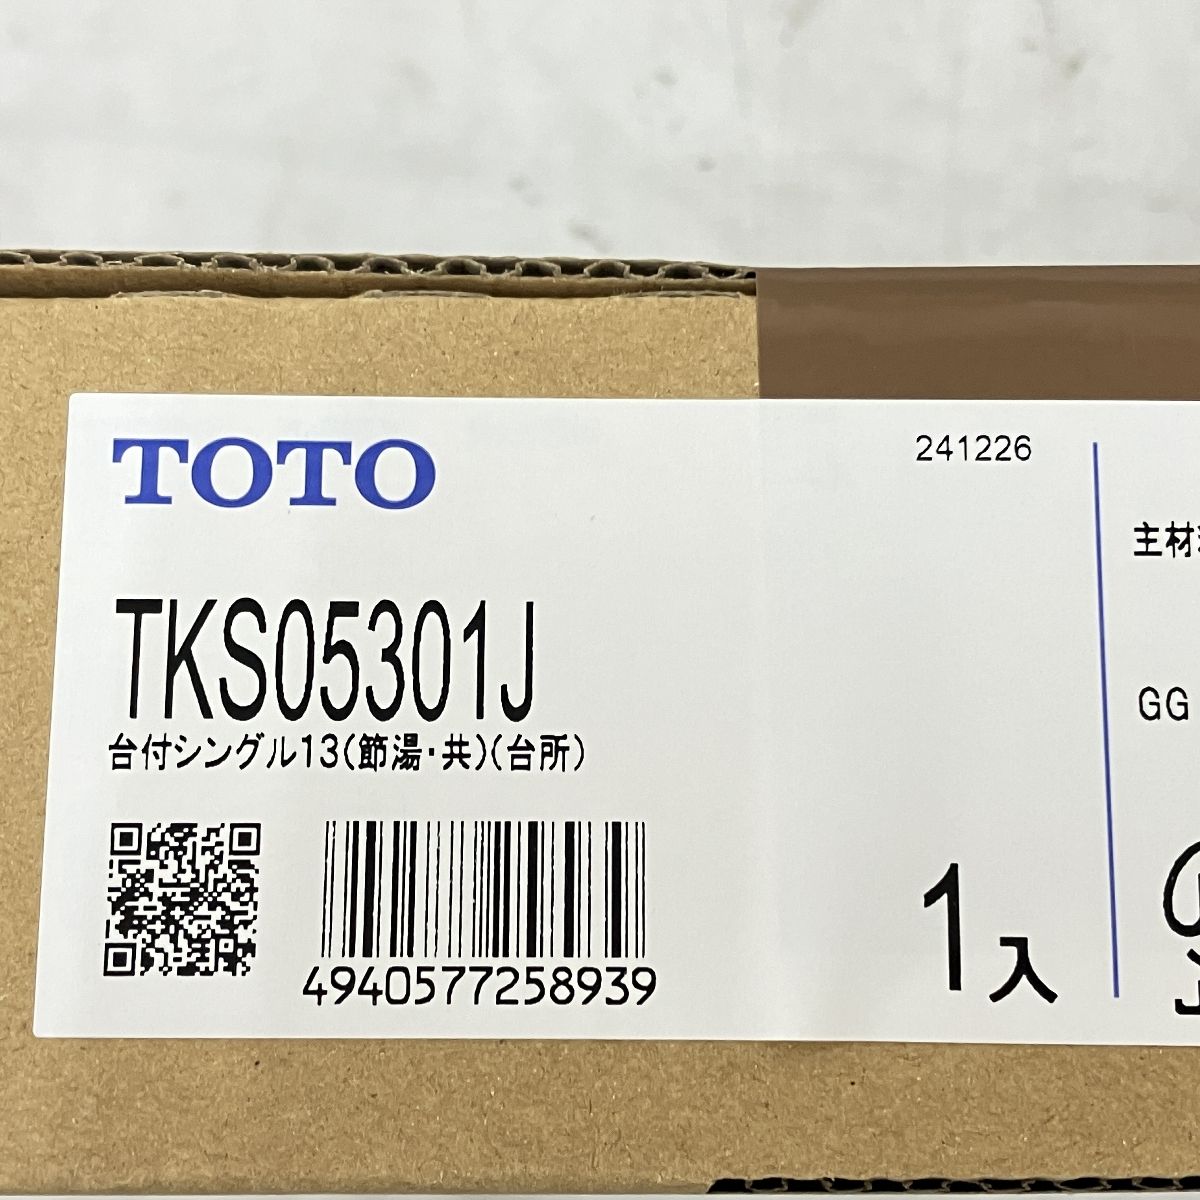 TOTO
241226
TKS05301J
台付シングル13(節湯・共)(台所)
4940577258939
1入
主材
GG